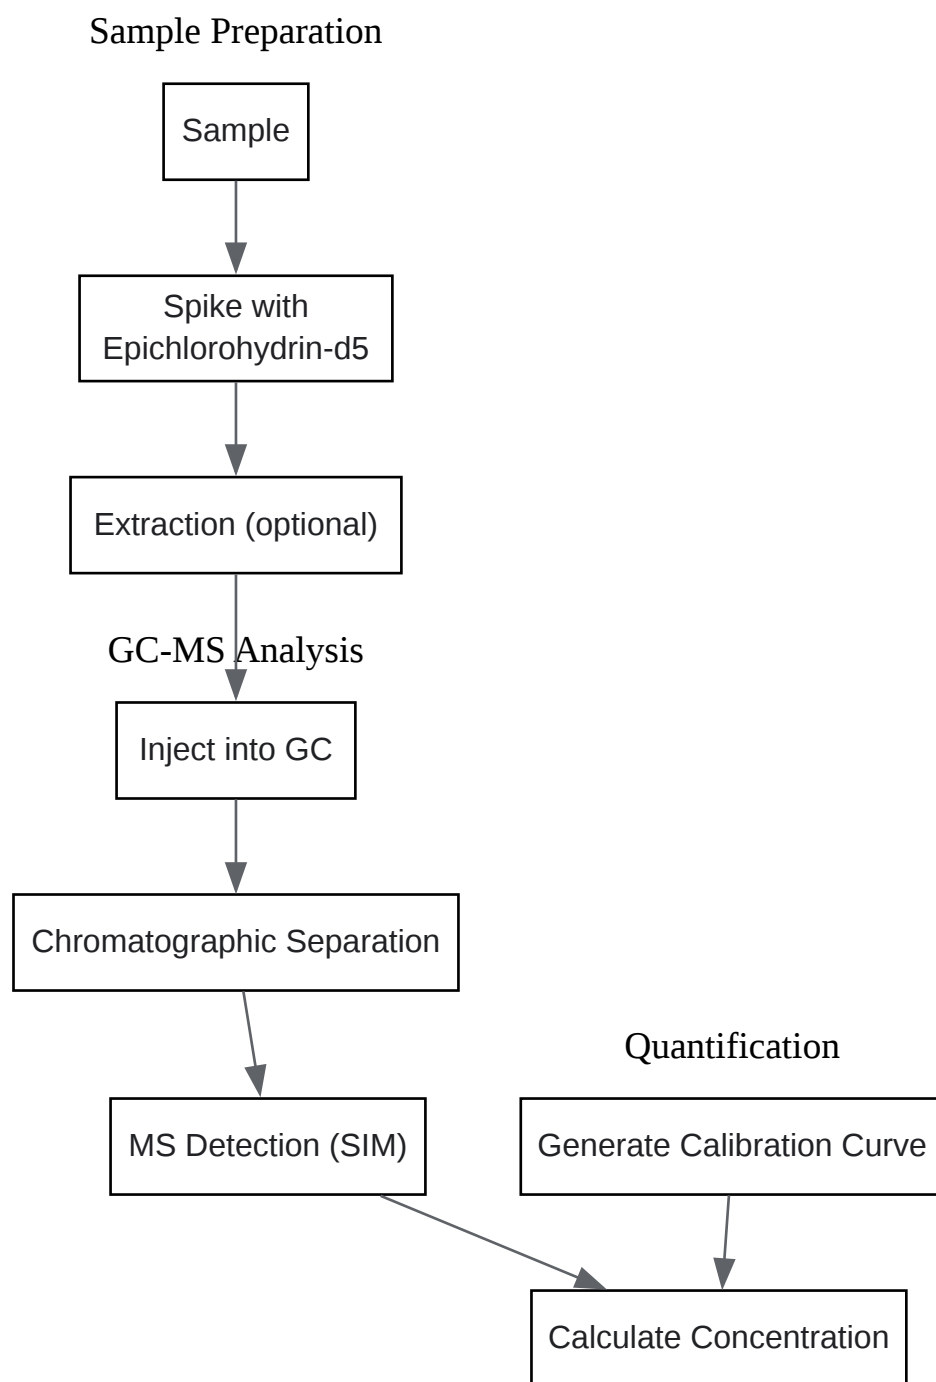 Sample Preparation
Sample
Spike with
Epichlorohydrin-d5
Extraction (optional)
GC-MS Analysis
Inject into GC
Chromatographic Separation
Quantification
MS Detection (SIM)
Generate Calibration Curve
Calculate Concentration